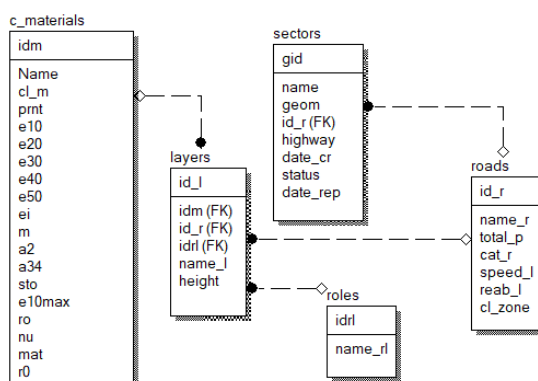 c_materials
idm
Name
cl_m
prnt
e10
e20
e30
e40
e50
ei
m
a2
a34
sto
e10max
ro
nu
mat
r0
sectors
gid
name
geom
id_r (FK)
highway
date_cr
status
date_rep
layers
id_l
idm (FK)
id_r (FK)
idrl (FK)
name_l
height
roads
id_r
name_r
total_p
cat_r
speed_l
reab_l
cl_zone
roles
idrl
name_rl